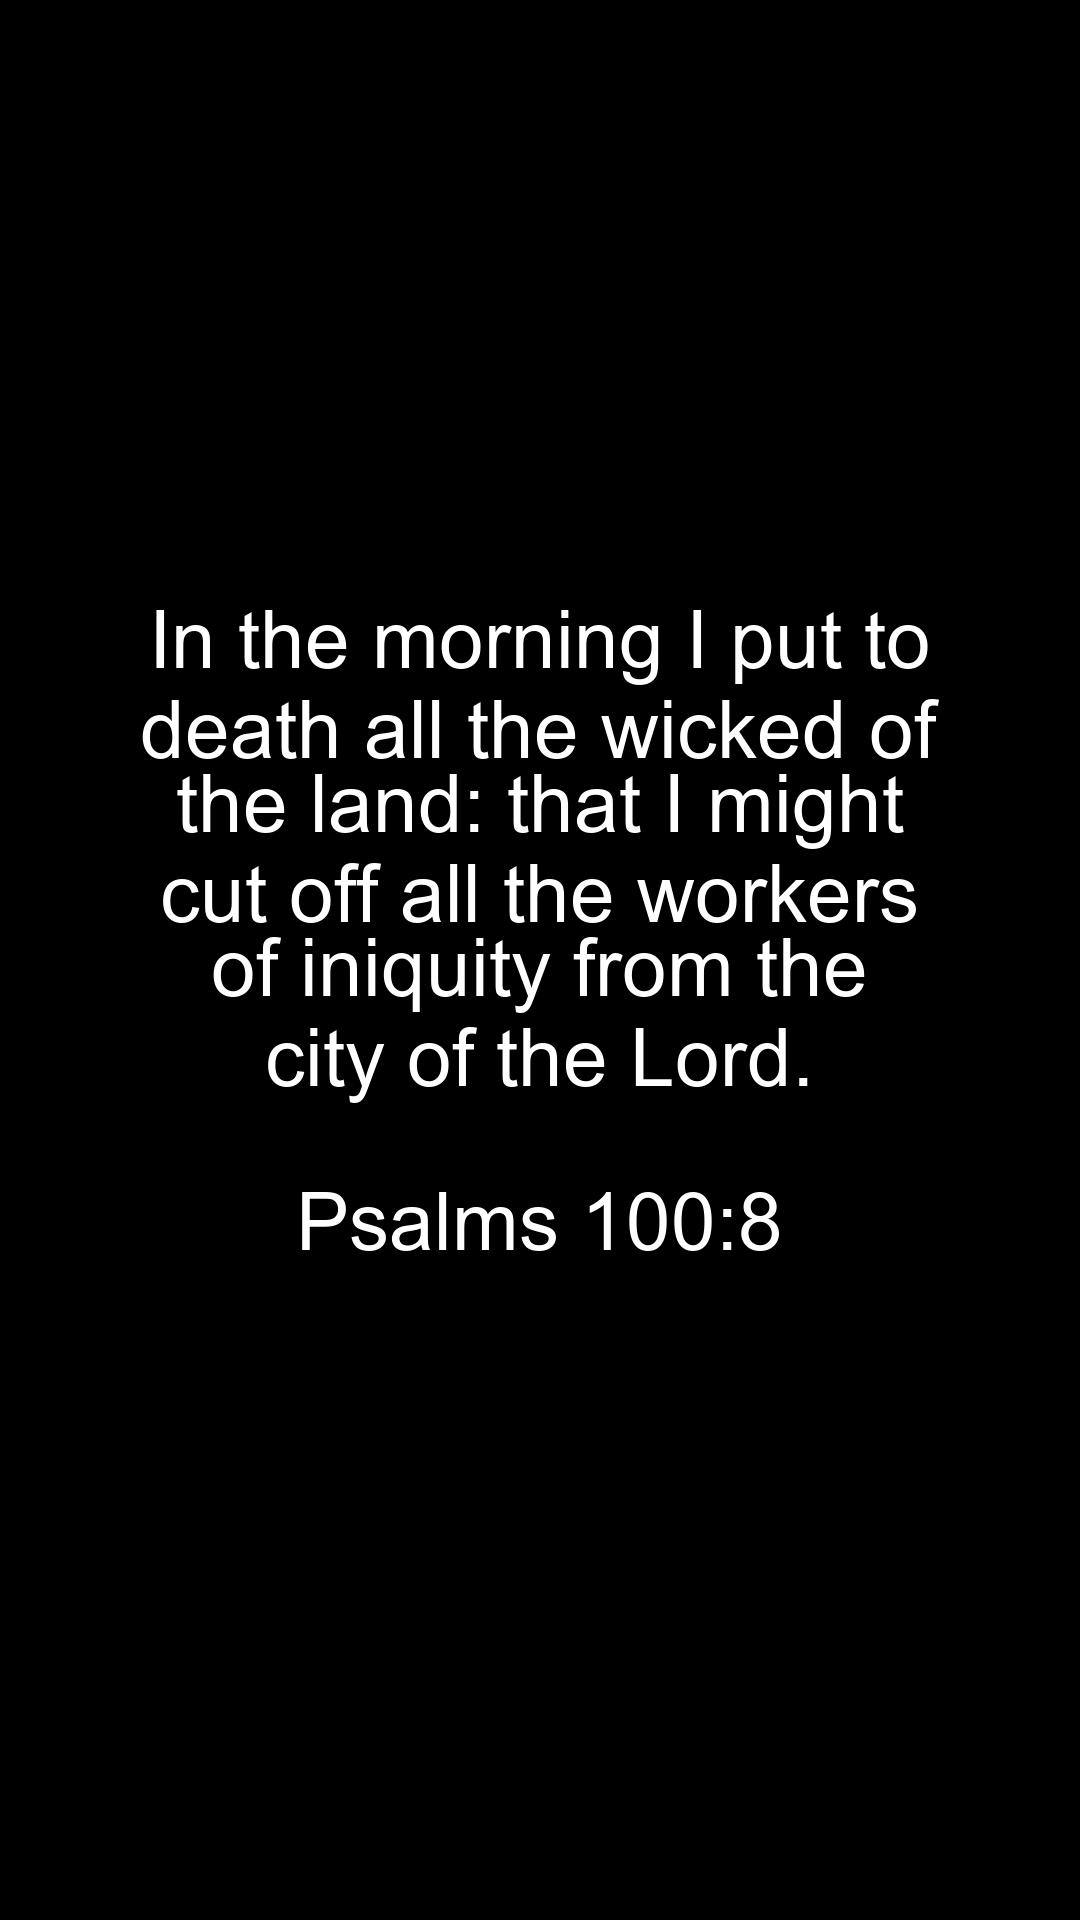 In the morning I put to
death all the wicked of
the land: that I might
cut off all the workers
of iniquity from the
city of the Lord.
Psalms 100:8